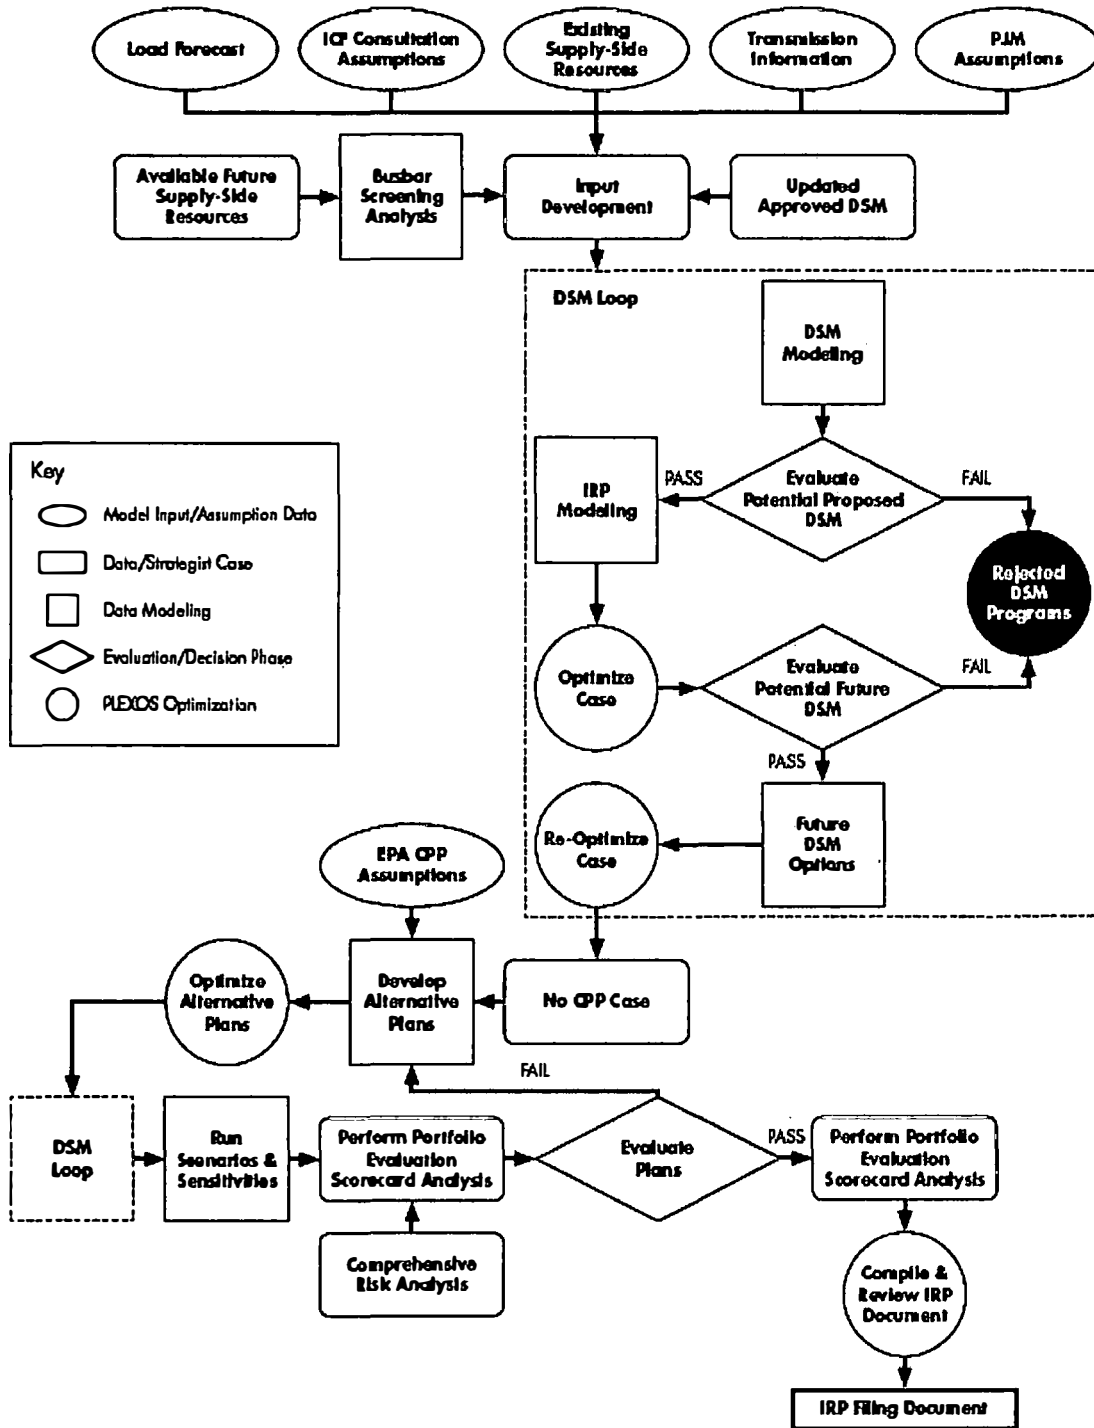 Load Forecast
ICF Consultation
Assumptions
Existing
Supply-Side
Resources
Transmission
Information
PJM
Assumptions
Available Future
Supply-Side
Resources
Busbar
Screening
Analysis
Input
Development
Updated
Approved DSM
DSM Loop
DSM
Modeling
Key
Model Input/Assumption Data
Data/Strategist Case
Data Modeling
Evaluation/Decision Phase
PLEXOS Optimization
IRP
Modeling
PASS
Evaluate
Potential Proposed
DSM
FAIL
Rejected
DSM
Programs
Optimize
Case
Evaluate
Potential Future
DSM
FAIL
PASS
Re-Optimize
Case
Future
DSM
Options
EPA CPP
Assumptions
Optimize
Alternative
Plans
Develop
Alternative
Plans
No CPP Case
FAIL
DSM
Loop
Run
Scenarios &
Sensitivities
Perform Portfolio
Evaluation
Scorecard Analysis
Evaluate
Plans
PASS
Perform Portfolio
Evaluation
Scorecard Analysis
Comprehensive
Risk Analysis
Compile &
Review IRP
Document
IRP Filing Document